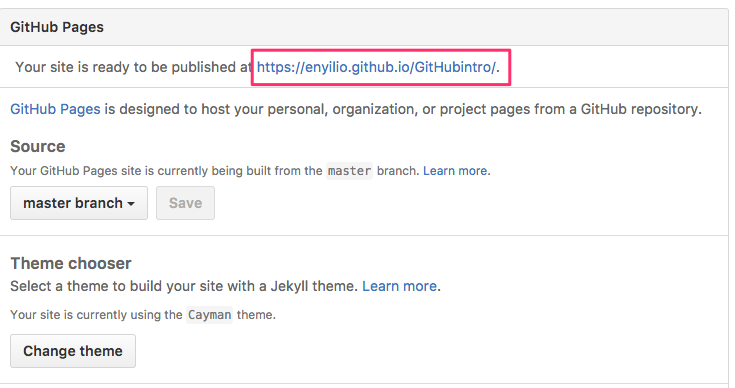 GitHub Pages
Your site is ready to be published at https://enyilio.github.io/GitHubintro/.
GitHub Pages is designed to host your personal, organization, or project pages from a GitHub repository.
Source
Your GitHub Pages site is currently being built from the master branch. Learn more.
master branch
Save
Theme chooser
Select a theme to build your site with a Jekyll theme. Learn more.
Your site is currently using the Cayman theme.
Change theme